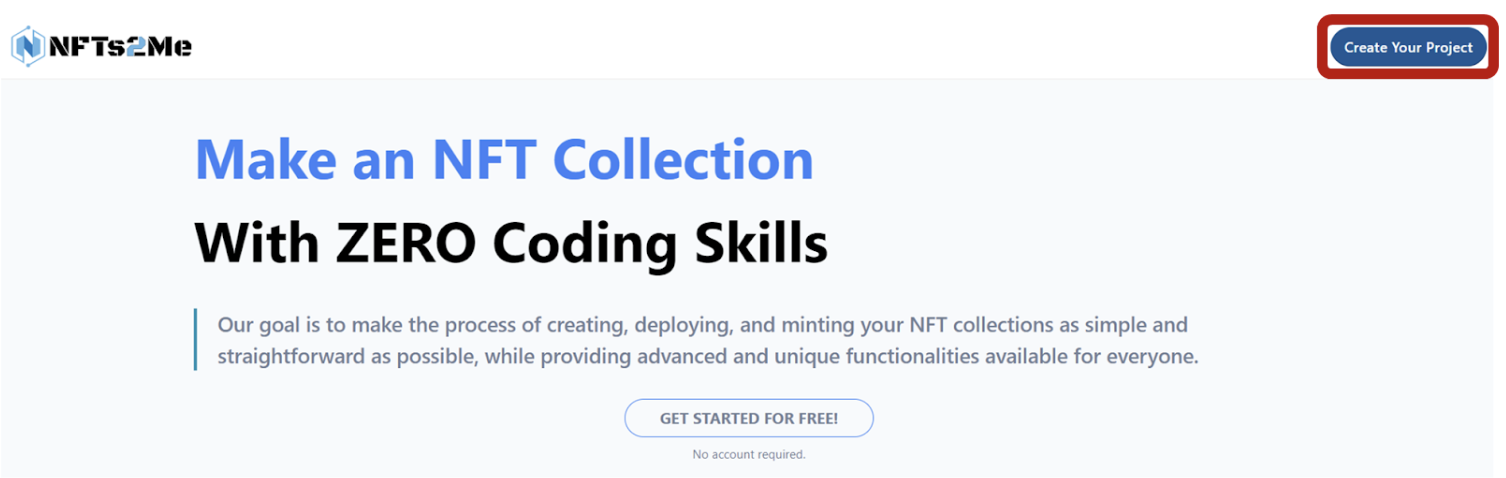 NFTs2Me
Create Your Project
Make an NFT Collection
With ZERO Coding Skills
Our goal is to make the process of creating, deploying, and minting your NFT collections as simple and
straightforward as possible, while providing advanced and unique functionalities available for everyone.
GET STARTED FOR FREE!
No account required.